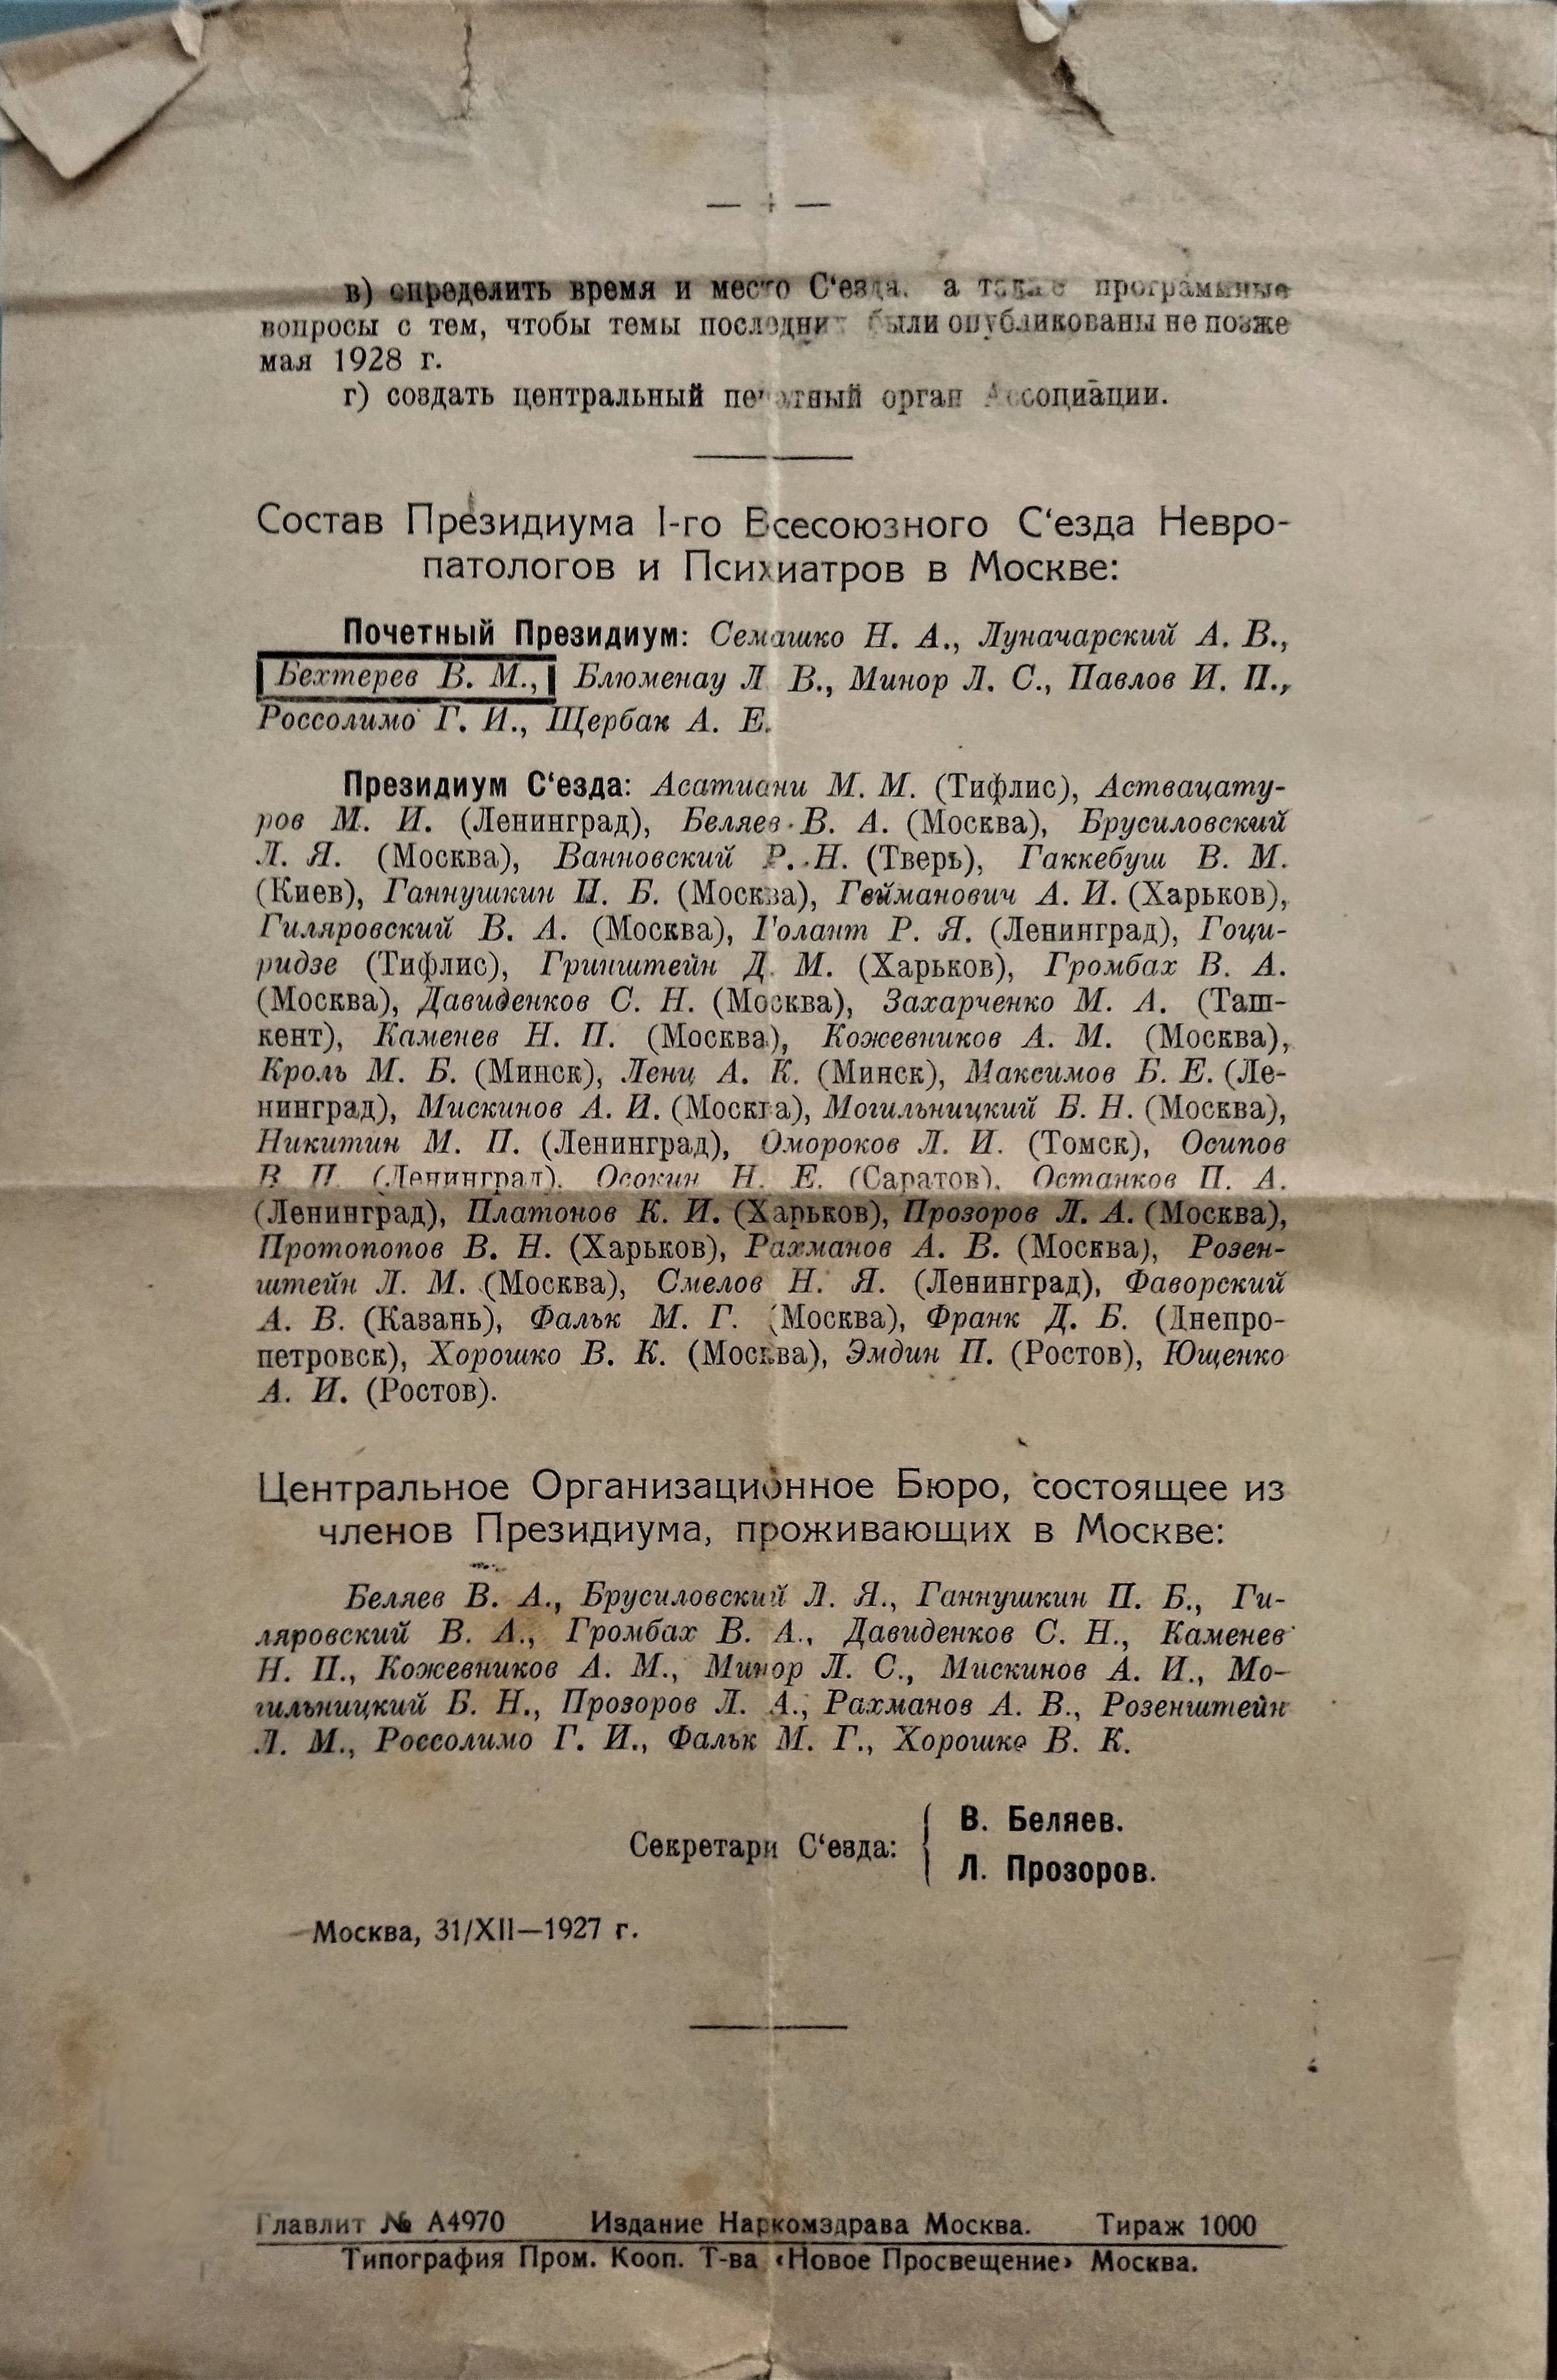 — 4 —
в) определить время и место С‘езда, а также программные
вопросы с тем, чтобы темы последних были опубликованы не позже
мая 1928 г.
г) создать центральный печатный орган Ассоциации.
Состав Президиума I-го Всесоюзного С‘езда Невро-
патологов и Психиатров в Москве:
Почетный Президиум: Семашко Н. А., Луначарский А. В.,
Бехтерев В. М., Блюменау Л В., Минор Л. С., Павлов И. П.,
Россолимо Г. И., Щербак А. Е.
Президиум С‘езда: Асатиани М. М. (Тифлис), Аствацату-
ров М. И. (Ленинград), Беляев В. А. (Москва), Брусиловский
Л. Я. (Москва), Ванновский Р. Н. (Тверь), Гаккебуш В. М.
(Киев), Ганнушкин П. Б. (Москва), Гейманович А. И. (Харьков),
Гиляровский В. А. (Москва), Голант Р. Я. (Ленинград), Гоци-
ридзе (Тифлис), Гринштейн Д. М. (Харьков), Громбах В. А.
(Москва), Давиденков С. Н. (Москва), Захарченко М. А. (Таш-
кент), Каменев Н. П. (Москва), Кожевников А. М. (Москва),
Кроль М. Б. (Минск), Ленц А. К. (Минск), Максимов Б. Е. (Ле-
нинград), Мискинов А. И. (Москва), Могильницкий Б. Н. (Москва),
Никитин М. П. (Ленинград), Омороков Л. И. (Томск), Осипов
В. П. (Ленинград), Осокин Н. Е. (Саратов), Останков П. А.
(Ленинград), Платонов К. И. (Харьков), Прозоров Л. А. (Москва),
Протопопов В. Н. (Харьков), Рахманов А. В. (Москва), Розен-
штейн Л. М. (Москва), Смелов Н. Я. (Ленинград), Фаворский
А. В. (Казань), Фальк М. Г. (Москва), Франк Д. Б. (Днепро-
петровск), Хорошко В. К. (Москва), Эмдин П. (Ростов), Ющенко
А. И. (Ростов).
Центральное Организационное Бюро, состоящее из
членов Президиума, проживающих в Москве:
Беляев В. А., Брусиловский Л. Я., Ганнушкин П. Б., Ги-
ляровский В. А., Громбах В. А., Давиденков С. Н., Каменев
Н. П., Кожевников А. М., Минор Л. С., Мискинов А. И., Мо-
гильницкий Б. Н., Прозоров Л. А., Рахманов А. В., Розенштейн
Л. М., Россолимо Г. И., Фальк М. Г., Хорошко В. К.
Секретари С‘езда: { В. Беляев.
Л. Прозоров.
Москва, 31/XII—1927 г.
Главлит № А4970 Издание Наркомздрава Москва. Тираж 1000
Типография Пром. Кооп. Т-ва «Новое Просвещение» Москва.